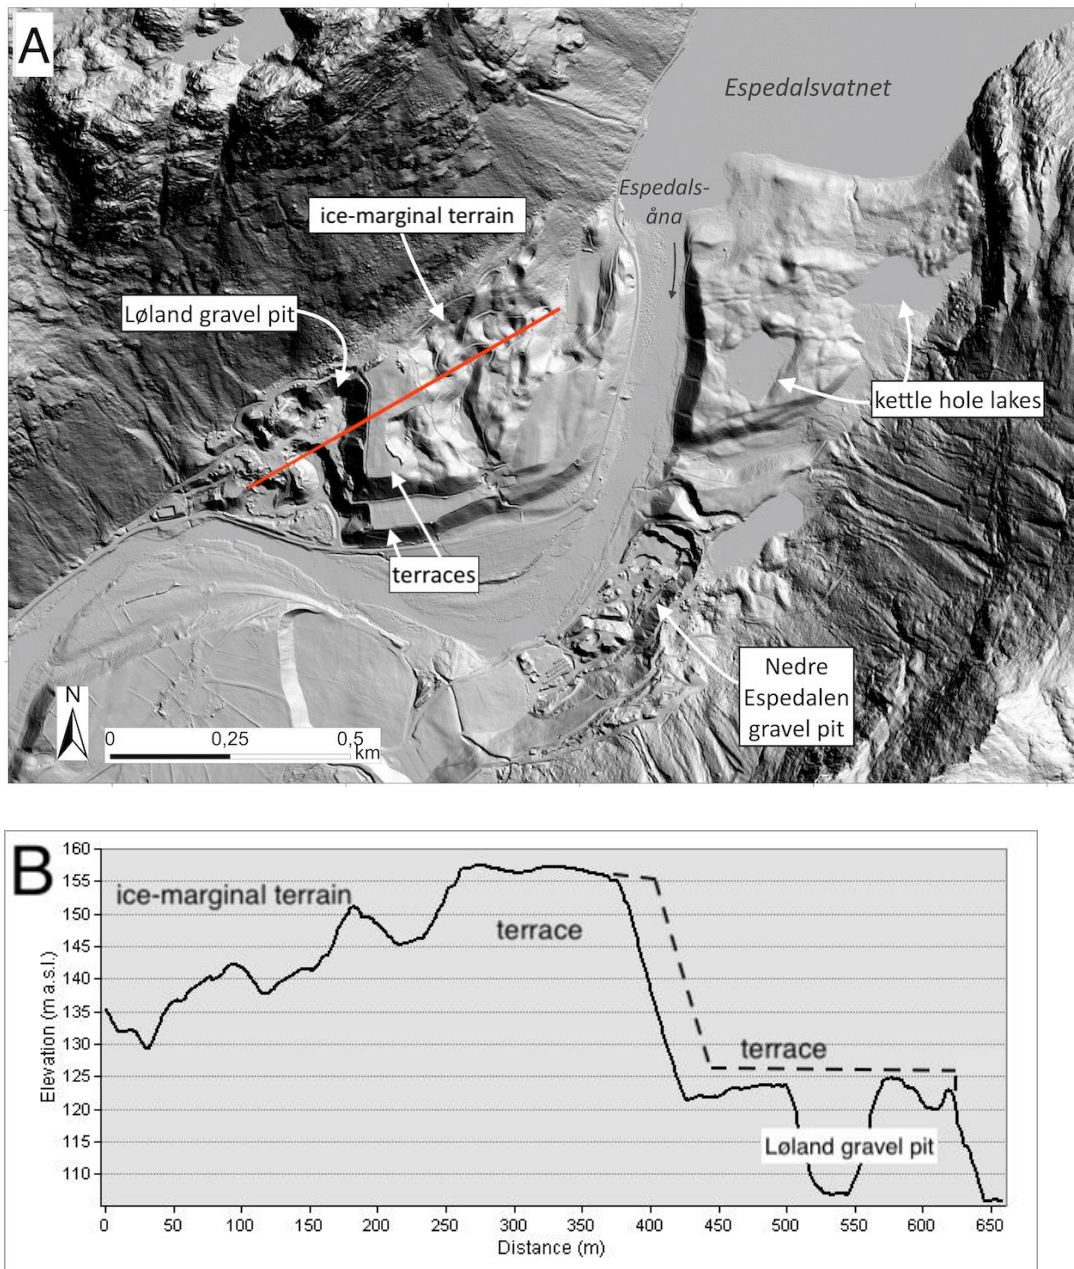 A
Espedalsvatnet
Espedals-
åna
ice-marginal terrain
Løland gravel pit
kettle hole lakes
terraces
Nedre
Espedalen
gravel pit
N
0
0,25
0,5
km
B
160
155
150
145
140
135
130
125
120
115
110
Elevation (m a.s.l.)
ice-marginal terrain
terrace
terrace
Løland gravel pit
0
50
100
150
200
250
300
350
400
450
500
550
600
650
Distance (m)